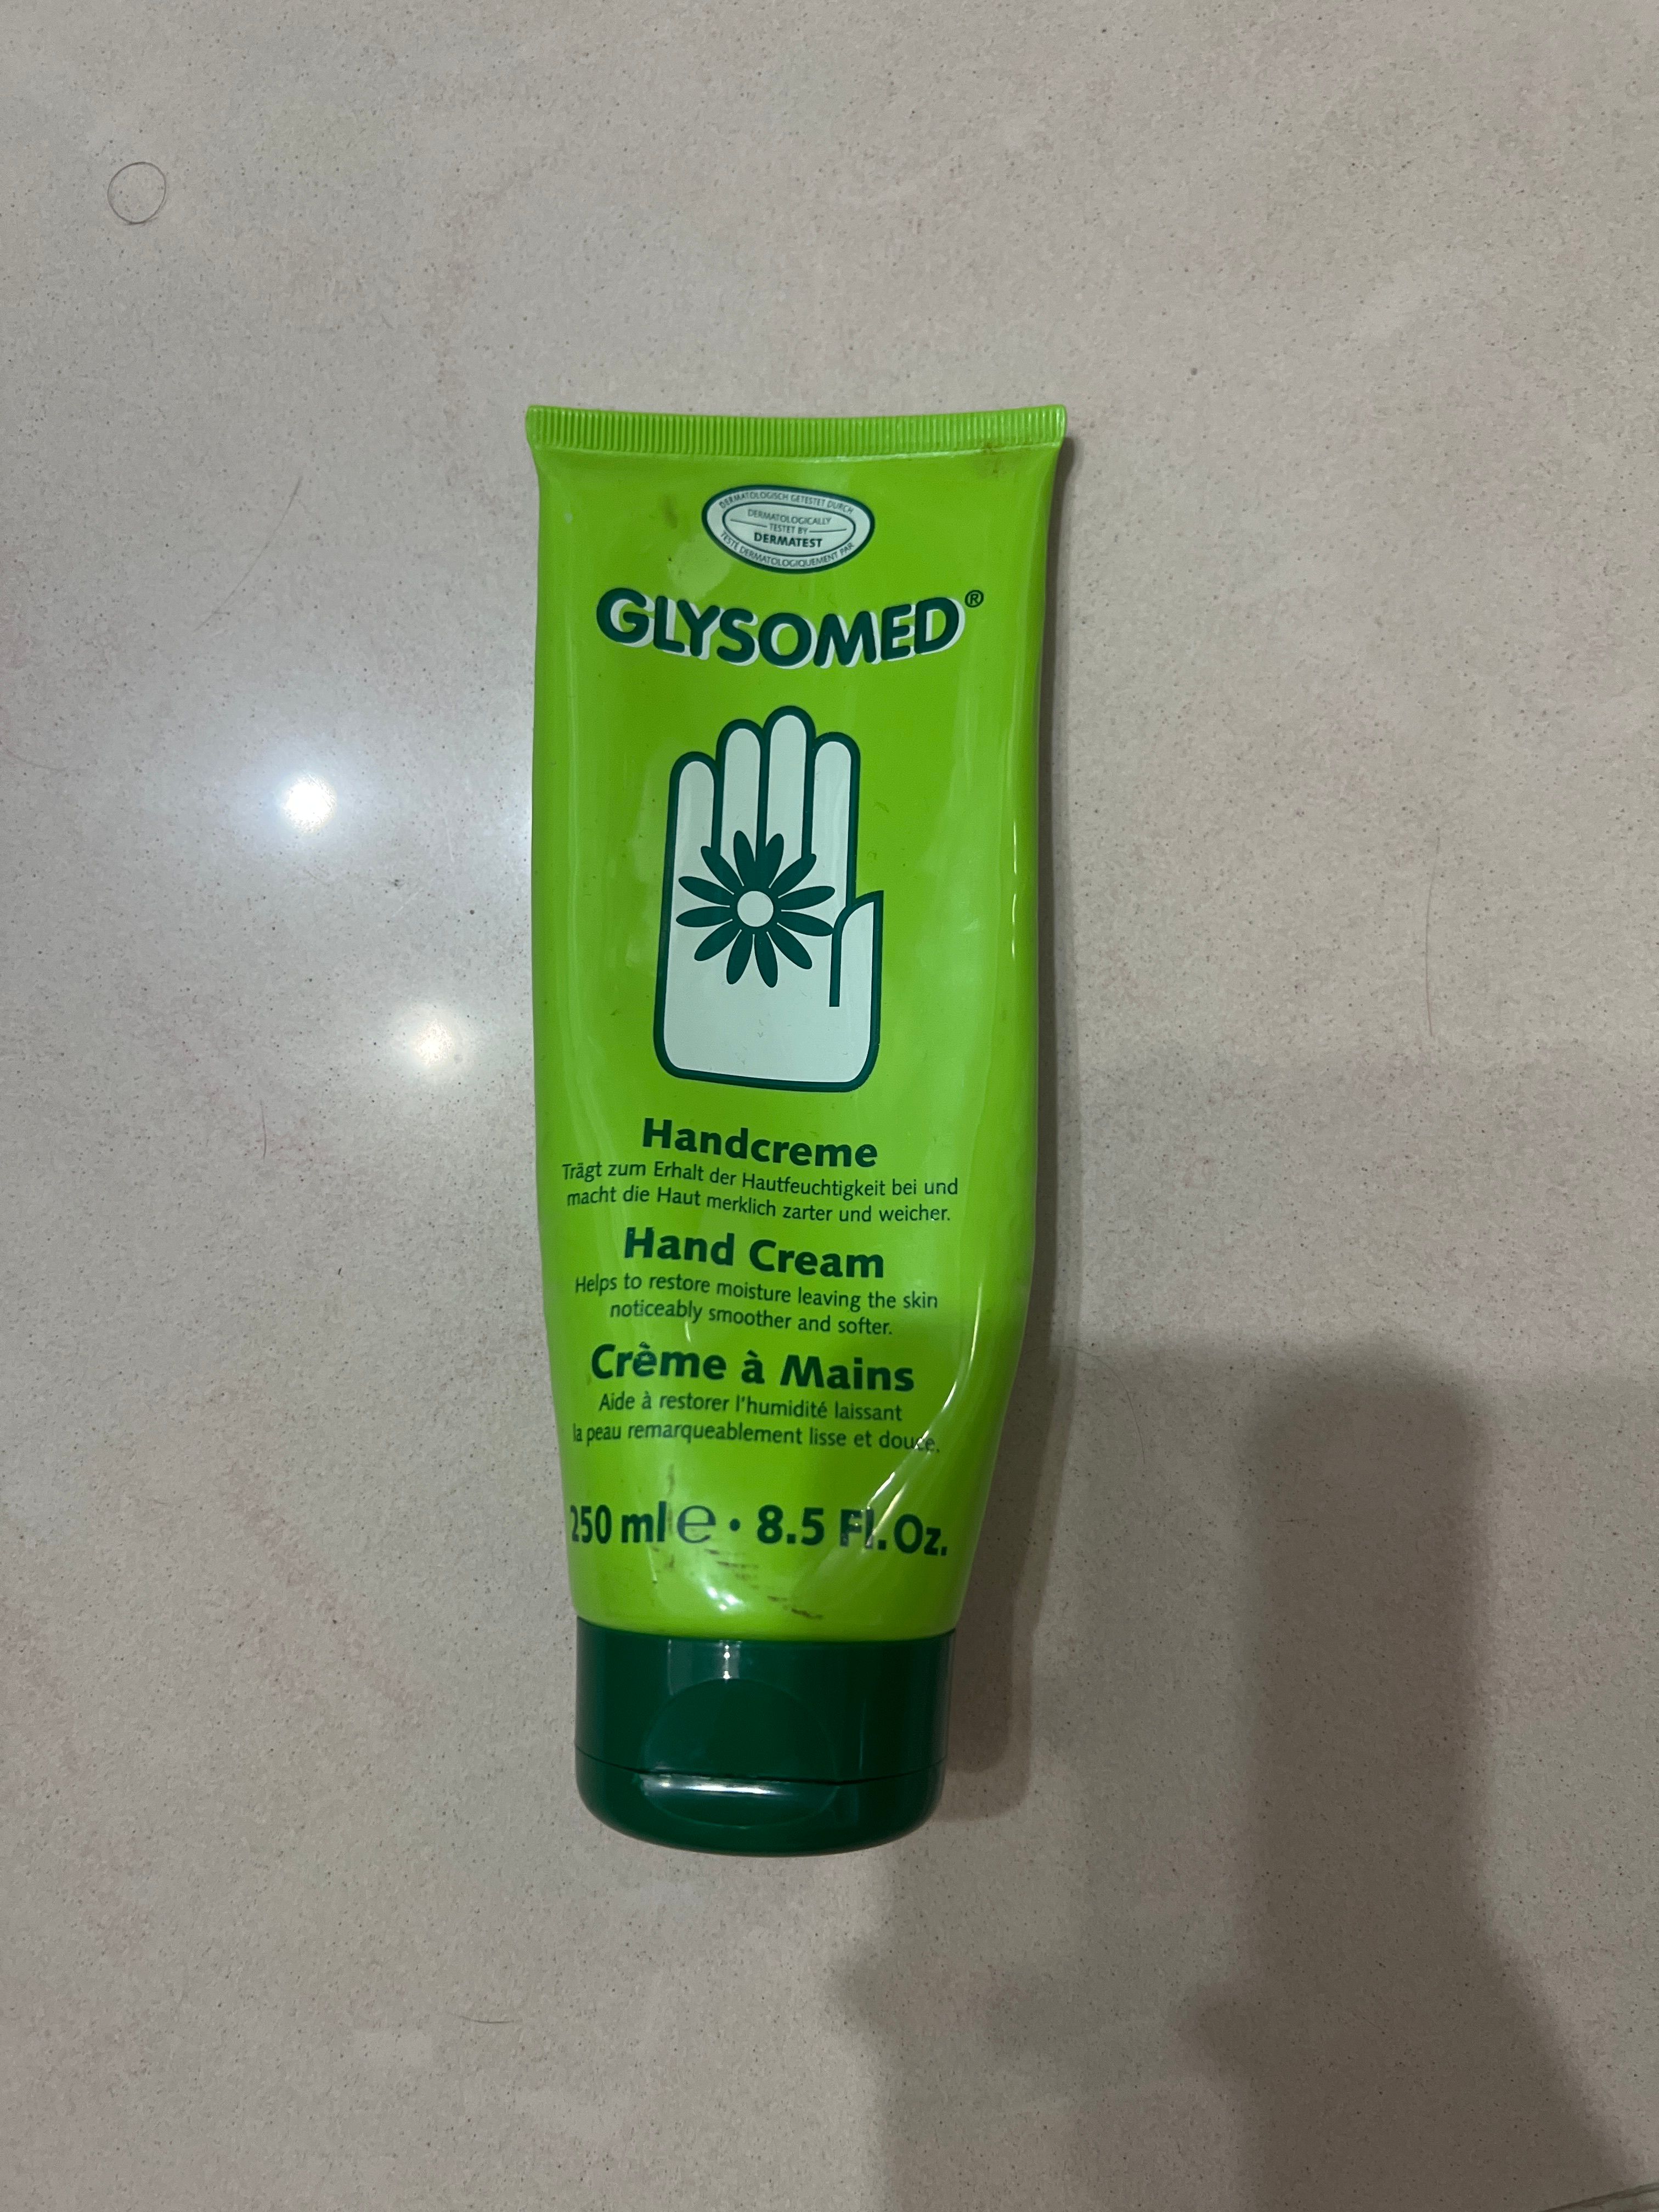 DERMATOLOGISCH GETESTET DURCH
DERMATOLOGICALLY
TESTET BY
DERMATEST
TESTE DERMATOLOGIQUEMENT PAR
GLYSOMED®
Handcreme
Trägt zum Erhalt der Hautfeuchtigkeit bei und
macht die Haut merklich zarter und weicher.
Hand Cream
Helps to restore moisture leaving the skin
noticeably smoother and softer.
Crème à Mains
Aide à restorer l'humidité laissant
la peau remarqueablement lisse et douce.
250 ml ℮ • 8.5 Fl. Oz.